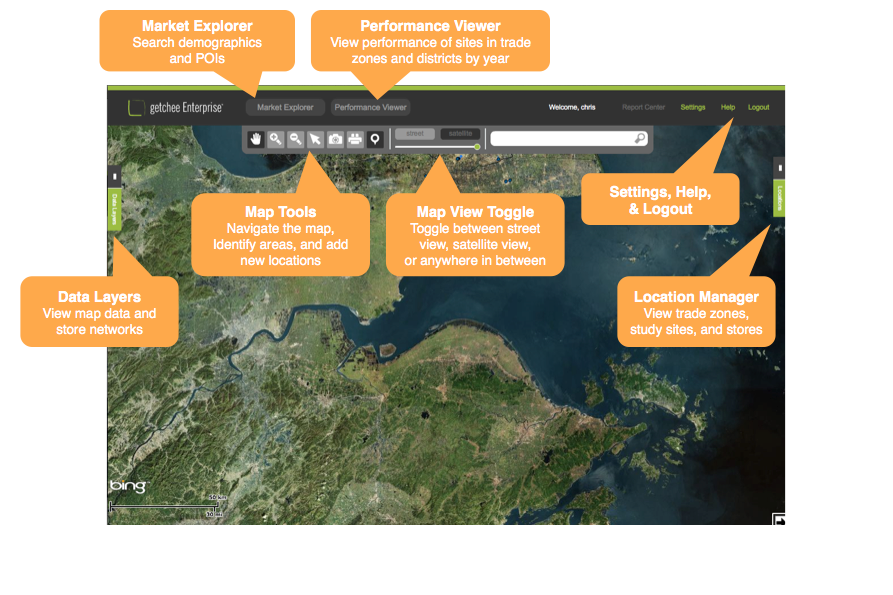 Market Explorer
Search demographics
and POIs
Performance Viewer
View performance of sites in trade
zones and districts by year
getchee Enterprise
Market Explorer
Performance Viewer
Welcome, chris
Report Center
Settings
Help
Logout
street
satellite
Data Layers
Locations
Map Tools
Navigate the map,
Identify areas, and add
new locations
Map View Toggle
Toggle between street
view, satellite view,
or anywhere in between
Settings, Help,
& Logout
Data Layers
View map data and
store networks
Location Manager
View trade zones,
study sites, and stores
bing
50 km
30 mi